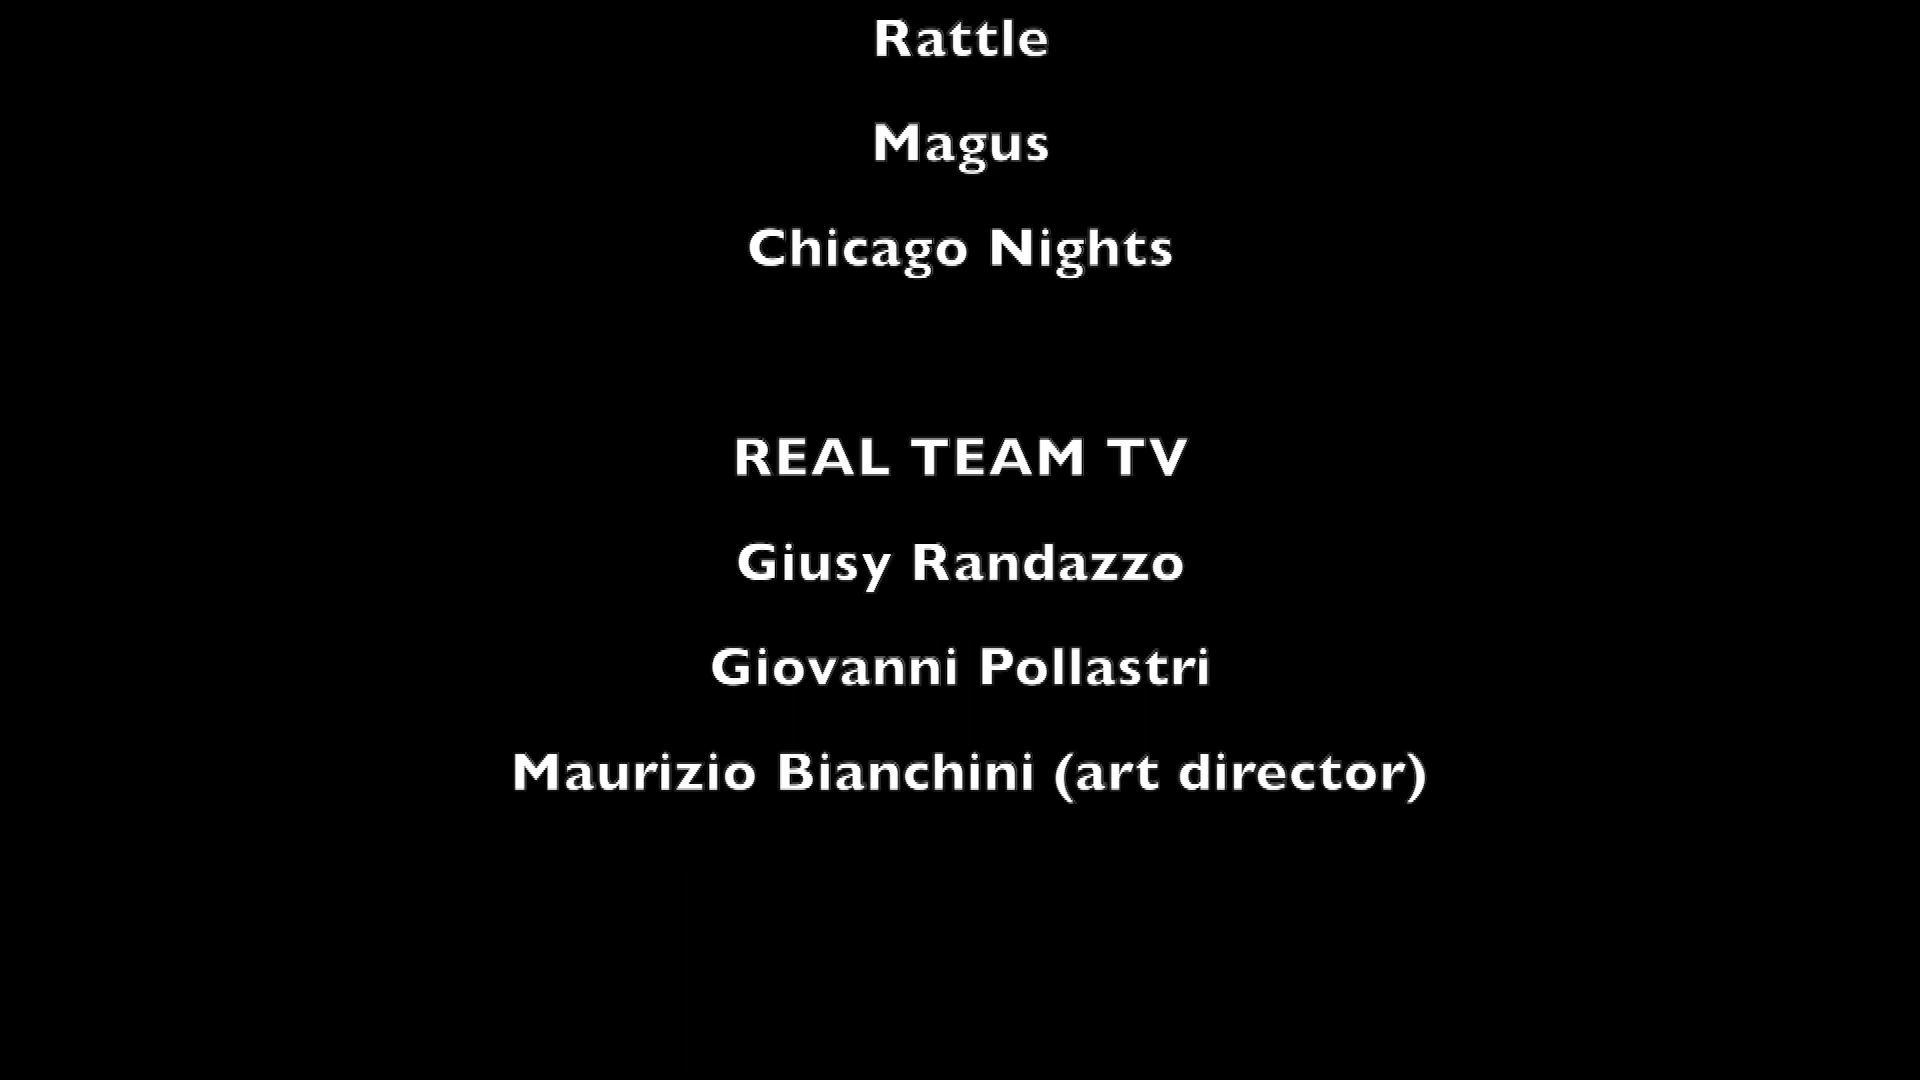 Rattle
Magus
Chicago Nights
REAL TEAM TV
Giusy Randazzo
Giovanni Pollastri
Maurizio Bianchini (art director)